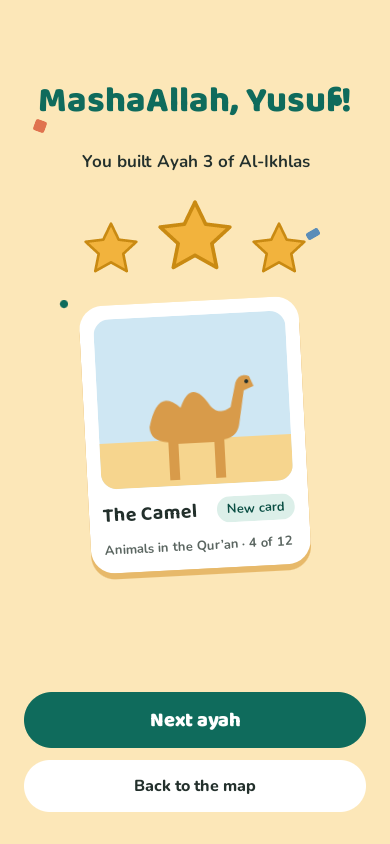 MashaAllah, Yusuf!
You built Ayah 3 of Al-Ikhlas
The Camel
New card
Animals in the Qur'an · 4 of 12
Next ayah
Back to the map